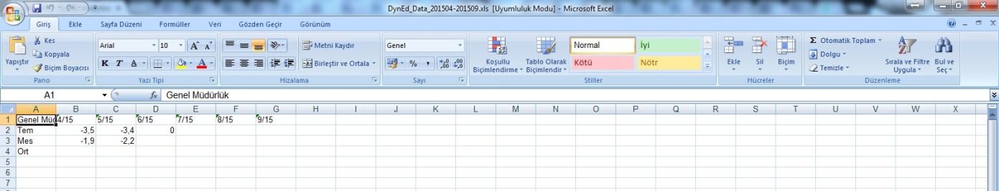 DynEd_Data_201504-201509.xls [Uyumluluk Modu] - Microsoft Excel
Giriş Ekle Sayfa Düzeni Formüller Veri Gözden Geçir Görünüm
Yapıştır
Kes
Kopyala
Biçim Boyacısı
Pano
Arial 10
K T A
Yazı Tipi
Metni Kaydır
Birleştir ve Ortala
Hizalama
Genel
% ,
Sayı
Koşullu Biçimlendirme
Tablo Olarak Biçimlendir
Normal İyi
Kötü Nötr
Stiller
Ekle Sil Biçim
Hücreler
Σ Otomatik Toplam
Dolgu
Temizle
Sırala ve Filtre Uygula
Bul ve Seç
Düzenleme
A1 fx Genel Müdürlük
A B C D E F G H I J K L M N O P Q R S T U V W X
1 Genel Müd 4/15 5/15 6/15 7/15 8/15 9/15
2 Tem -3,5 -3,4 0
3 Mes -1,9 -2,2
4 Ort
5
6
7